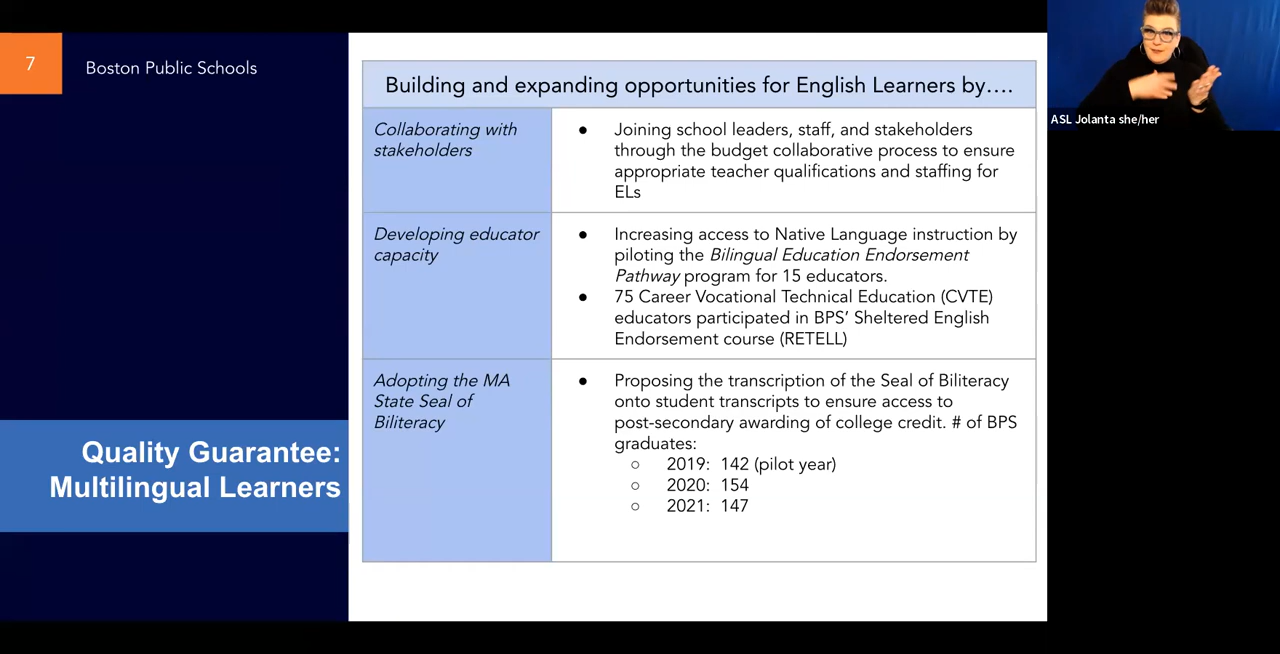 7
Boston Public Schools
Quality Guarantee:
Multilingual Learners
Building and expanding opportunities for English Learners by….
Collaborating with
stakeholders
● Joining school leaders, staff, and stakeholders
through the budget collaborative process to ensure
appropriate teacher qualifications and staffing for
ELs
Developing educator
capacity
● Increasing access to Native Language instruction by
piloting the Bilingual Education Endorsement
Pathway program for 15 educators.
● 75 Career Vocational Technical Education (CVTE)
educators participated in BPS’ Sheltered English
Endorsement course (RETELL)
Adopting the MA
State Seal of
Biliteracy
● Proposing the transcription of the Seal of Biliteracy
onto student transcripts to ensure access to
post-secondary awarding of college credit. # of BPS
graduates:
○ 2019: 142 (pilot year)
○ 2020: 154
○ 2021: 147
ASL Jolanta she/her